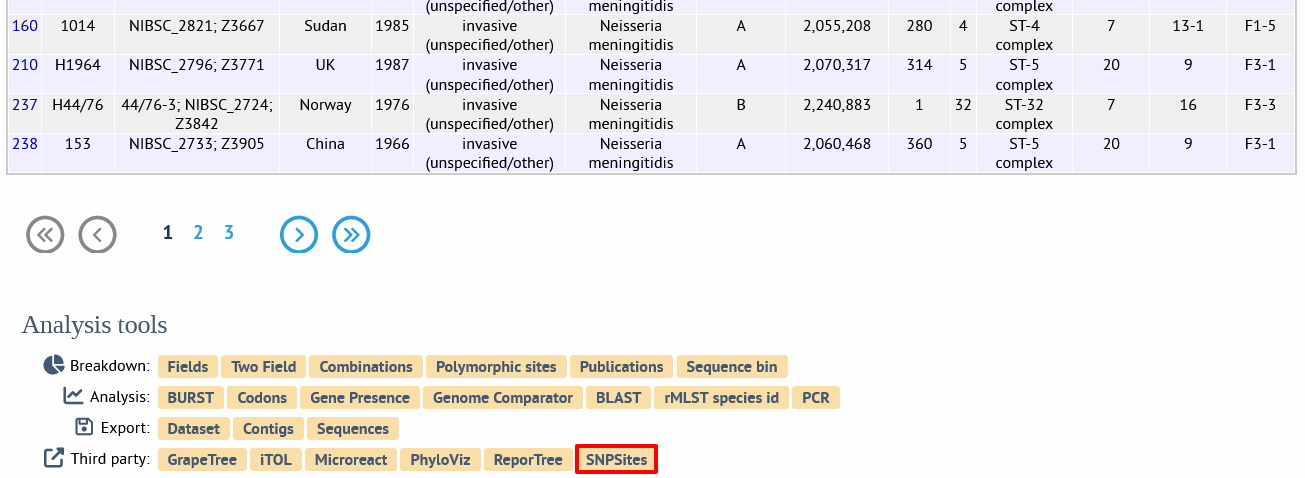 (unspecified/other) meningitidis complex
160 1014 NIBSC_2821; Z3667 Sudan 1985 invasive Neisseria A 2,055,208 280 4 ST-4 7 13-1 F1-5
(unspecified/other) meningitidis complex
210 H1964 NIBSC_2796; Z3771 UK 1987 invasive Neisseria A 2,070,317 314 5 ST-5 20 9 F3-1
(unspecified/other) meningitidis complex
237 H44/76 44/76-3; NIBSC_2724; Norway 1976 invasive Neisseria B 2,240,883 1 32 ST-32 7 16 F3-3
Z3842 (unspecified/other) meningitidis complex
238 153 NIBSC_2733; Z3905 China 1966 invasive Neisseria A 2,060,468 360 5 ST-5 20 9 F3-1
(unspecified/other) meningitidis complex
1 2 3
Analysis tools
Breakdown: Fields Two Field Combinations Polymorphic sites Publications Sequence bin
Analysis: BURST Codons Gene Presence Genome Comparator BLAST rMLST species id PCR
Export: Dataset Contigs Sequences
Third party: GrapeTree iTOL Microreact PhyloViz ReporTree SNPSites